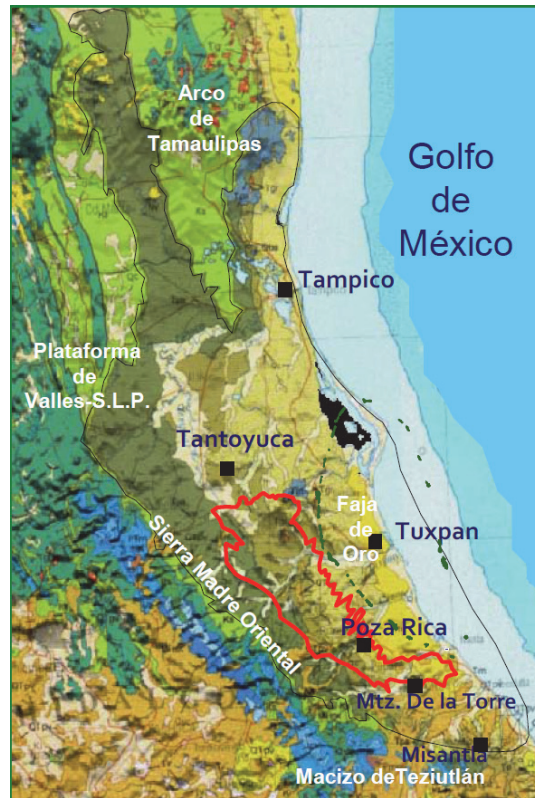 Arco
de
Tamaulipas
Golfo
de
México
Tampico
Plataforma
de
Valles-S.L.P.
Tantoyuca
Faja
de
Oro
Tuxpan
Sierra Madre Oriental
Poza Rica
Mtz. De la Torre
Misantla
Macizo deTeziutlán